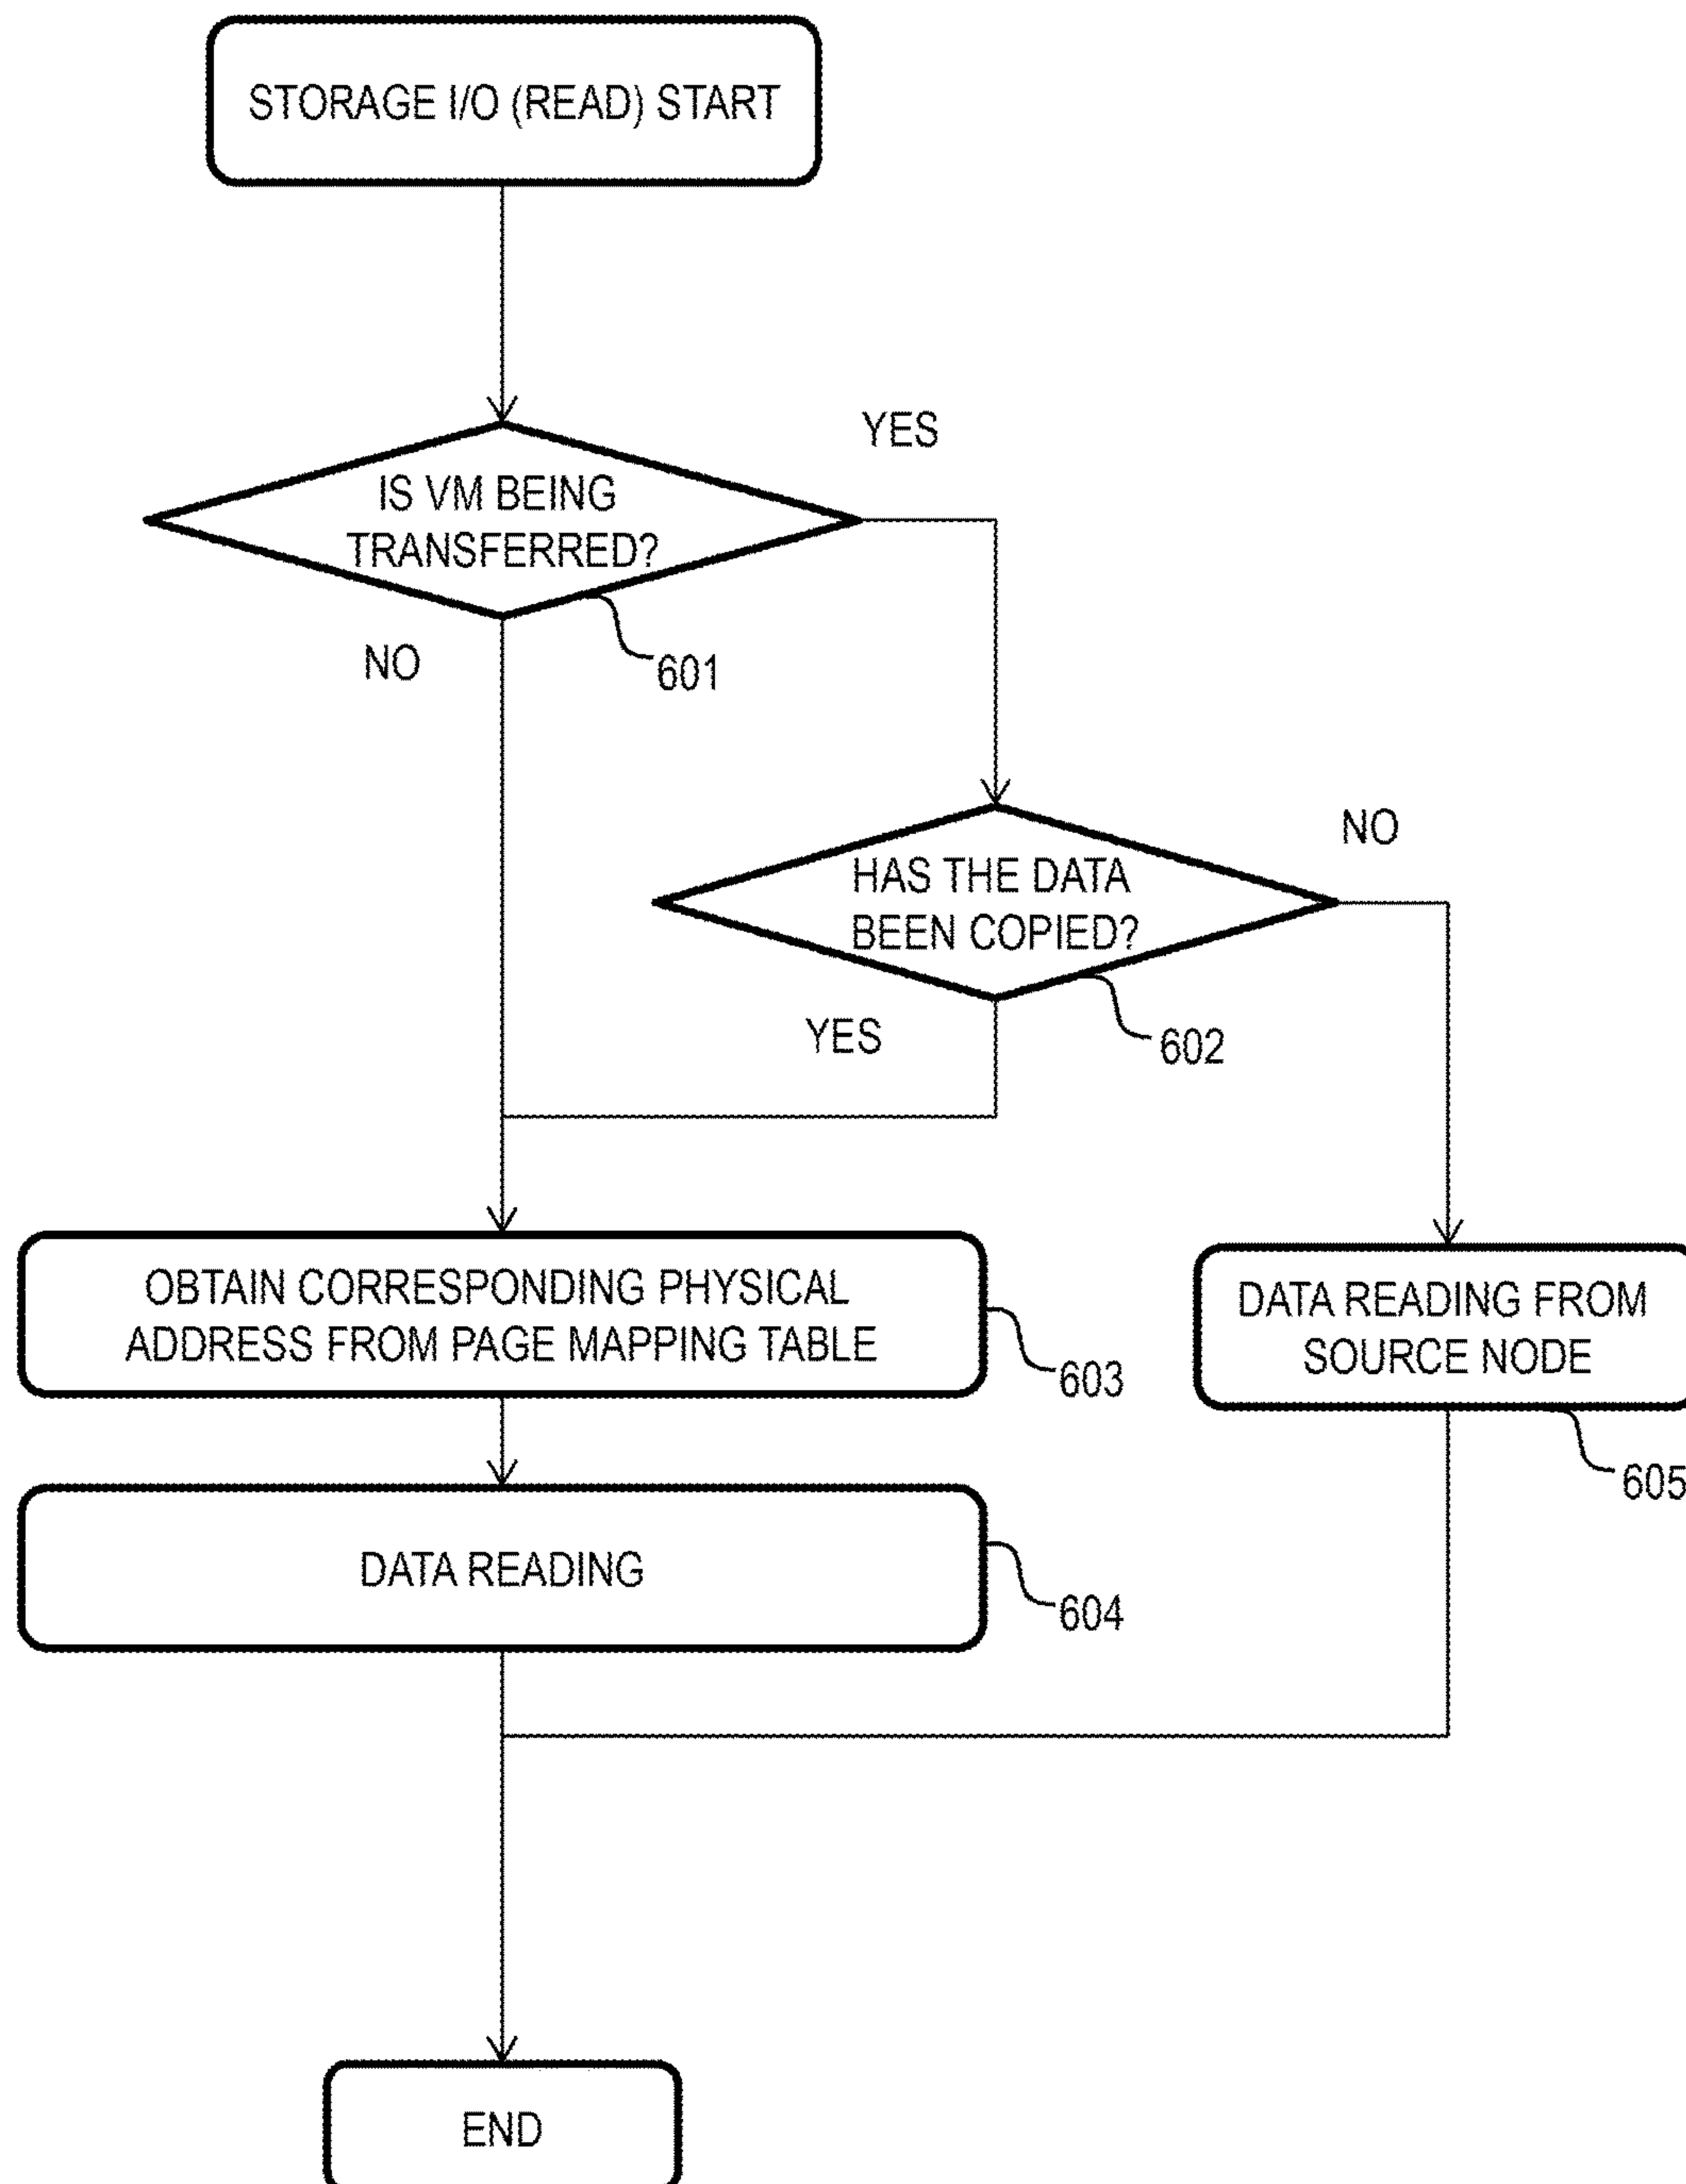 STORAGE I/O (READ) START
YES
IS VM BEING
TRANSFERRED?
NO
601
NO
HAS THE DATA
BEEN COPIED?
YES
602
OBTAIN CORRESPONDING PHYSICAL
ADDRESS FROM PAGE MAPPING TABLE
603
DATA READING FROM
SOURCE NODE
605
DATA READING
604
END